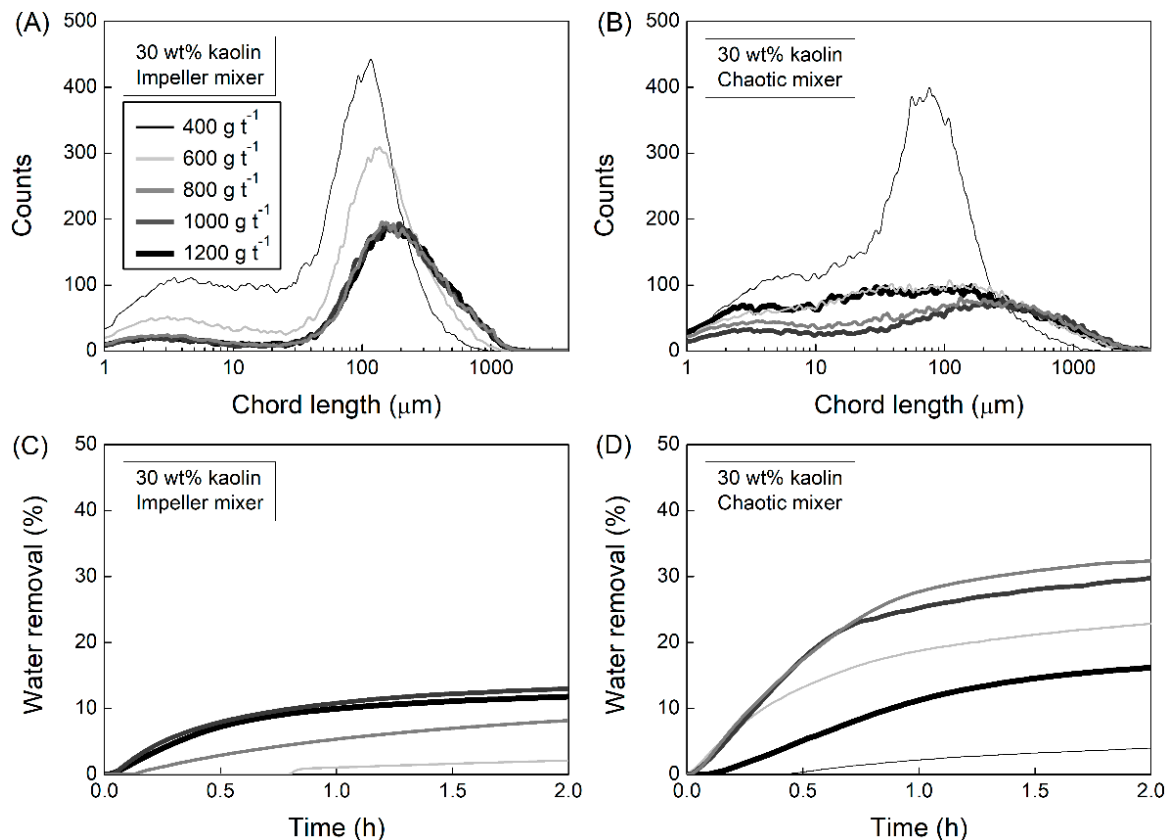 (A)
500
400
300
200
100
0
Counts
30 wt% kaolin
Impeller mixer
400 g t⁻¹
600 g t⁻¹
800 g t⁻¹
1000 g t⁻¹
1200 g t⁻¹
1 10 100 1000
Chord length (μm)
(B)
500
400
300
200
100
0
Counts
30 wt% kaolin
Chaotic mixer
1 10 100 1000
Chord length (μm)
(C)
50
40
30
20
10
0
Water removal (%)
30 wt% kaolin
Impeller mixer
0.0 0.5 1.0 1.5 2.0
Time (h)
(D)
50
40
30
20
10
0
Water removal (%)
30 wt% kaolin
Chaotic mixer
0.0 0.5 1.0 1.5 2.0
Time (h)